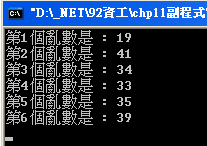 "D:\_NET\92資工\chp11副程式
第1個亂數是 : 19
第2個亂數是 : 41
第3個亂數是 : 34
第4個亂數是 : 33
第5個亂數是 : 35
第6個亂數是 : 39